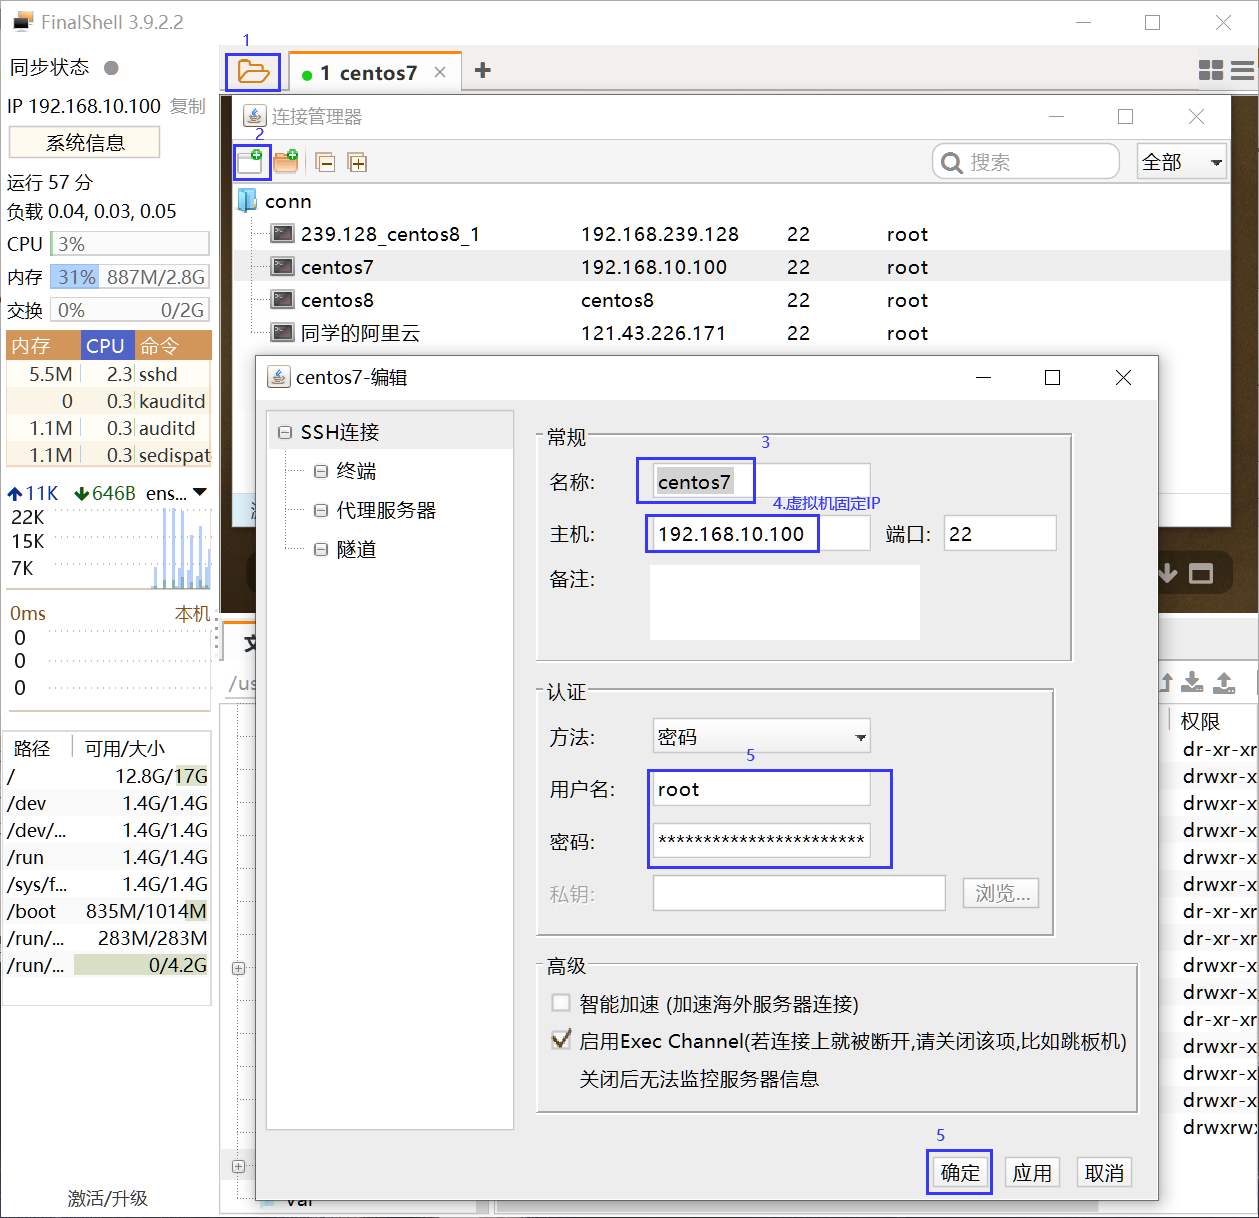 FinalShell 3.9.2.2
同步状态
IP 192.168.10.100 复制
系统信息
运行 57 分
负载 0.04, 0.03, 0.05
CPU 3%
内存 31% 887M/2.8G
交换 0% 0/2G
内存 CPU 命令
5.5M 2.3 sshd
0 0.3 kauditd
1.1M 0.3 auditd
1.1M 0.3 sedispat
11K 646B ens...
22K
15K
7K
0ms 本机
0
0
0
路径 可用/大小
/ 12.8G/17G
/dev 1.4G/1.4G
/dev/... 1.4G/1.4G
/run 1.4G/1.4G
/sys/f... 1.4G/1.4G
/boot 835M/1014M
/run/... 283M/283M
/run/... 0/4.2G
激活/升级
1
1 centos7
连接管理器
2
搜索
全部
conn
239.128_centos8_1 192.168.239.128 22 root
centos7 192.168.10.100 22 root
centos8 centos8 22 root
同学的阿里云 121.43.226.171 22 root
centos7-编辑
SSH连接
终端
代理服务器
隧道
常规
3
名称: centos7
4.虚拟机固定IP
主机: 192.168.10.100 端口: 22
备注:
认证
方法: 密码
5
用户名: root
密码: ***********************
私钥: 浏览...
高级
智能加速 (加速海外服务器连接)
启用Exec Channel(若连接上就被断开,请关闭该项,比如跳板机)
关闭后无法监控服务器信息
5
确定 应用 取消
/us
权限
dr-xr-xr
drwxr-x
drwxr-x
drwxr-x
drwxr-x
drwxr-x
dr-xr-xr
dr-xr-xr
drwxr-x
drwxr-x
dr-xr-xr
drwxr-x
drwxr-x
drwxr-x
drwxrwx
var